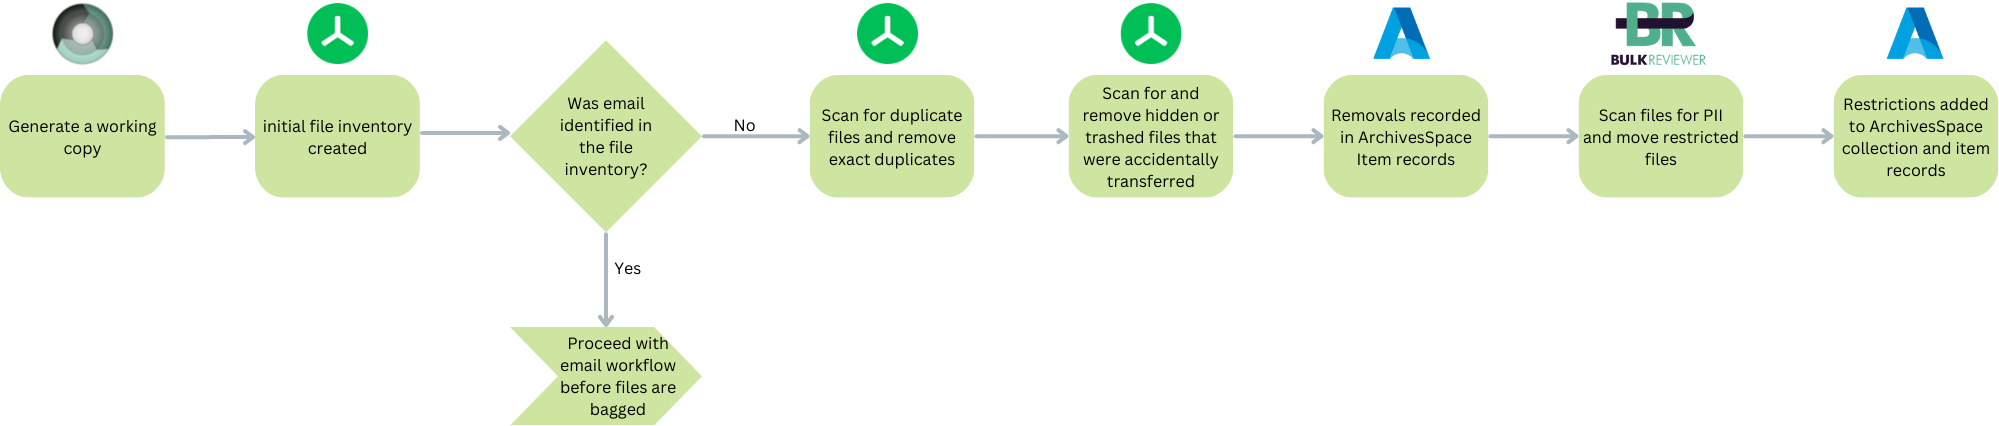 Generate a working
copy
initial file inventory
created
Was email
identified in
the file
inventory?
No
Yes
Proceed with
email workflow
before files are
bagged
Scan for duplicate
files and remove
exact duplicates
Scan for and
remove hidden or
trashed files that
were accidentally
transferred
Removals recorded
in ArchivesSpace
Item records
BR
BULKREVIEWER
Scan files for PII
and move restricted
files
Restrictions added
to ArchivesSpace
collection and item
records